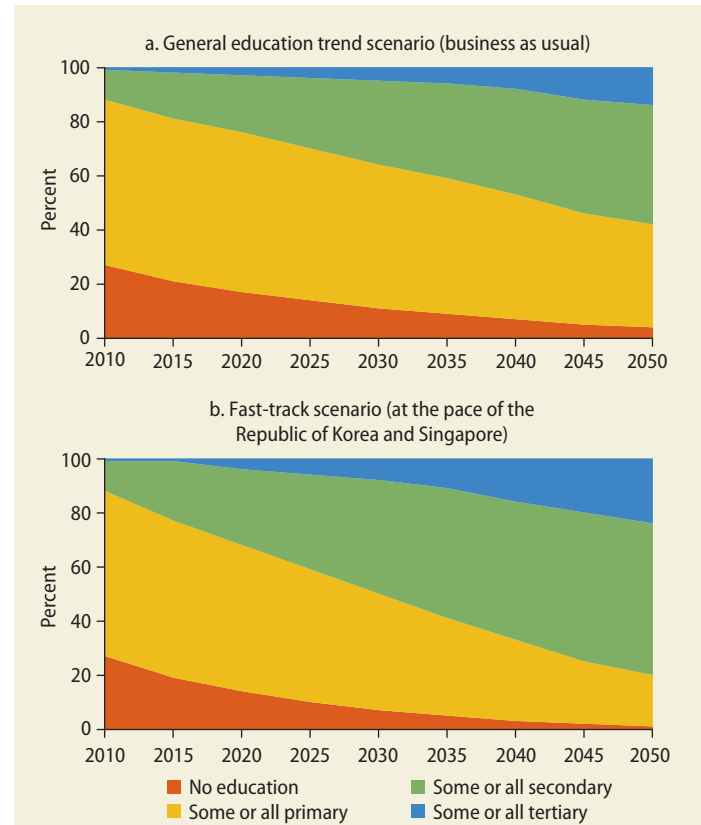 a. General education trend scenario (business as usual)
100
80
60
40
20
0
Percent
2010 2015 2020 2025 2030 2035 2040 2045 2050
b. Fast-track scenario (at the pace of the
Republic of Korea and Singapore)
100
80
60
40
20
0
Percent
2010 2015 2020 2025 2030 2035 2040 2045 2050
No education Some or all secondary
Some or all primary Some or all tertiary